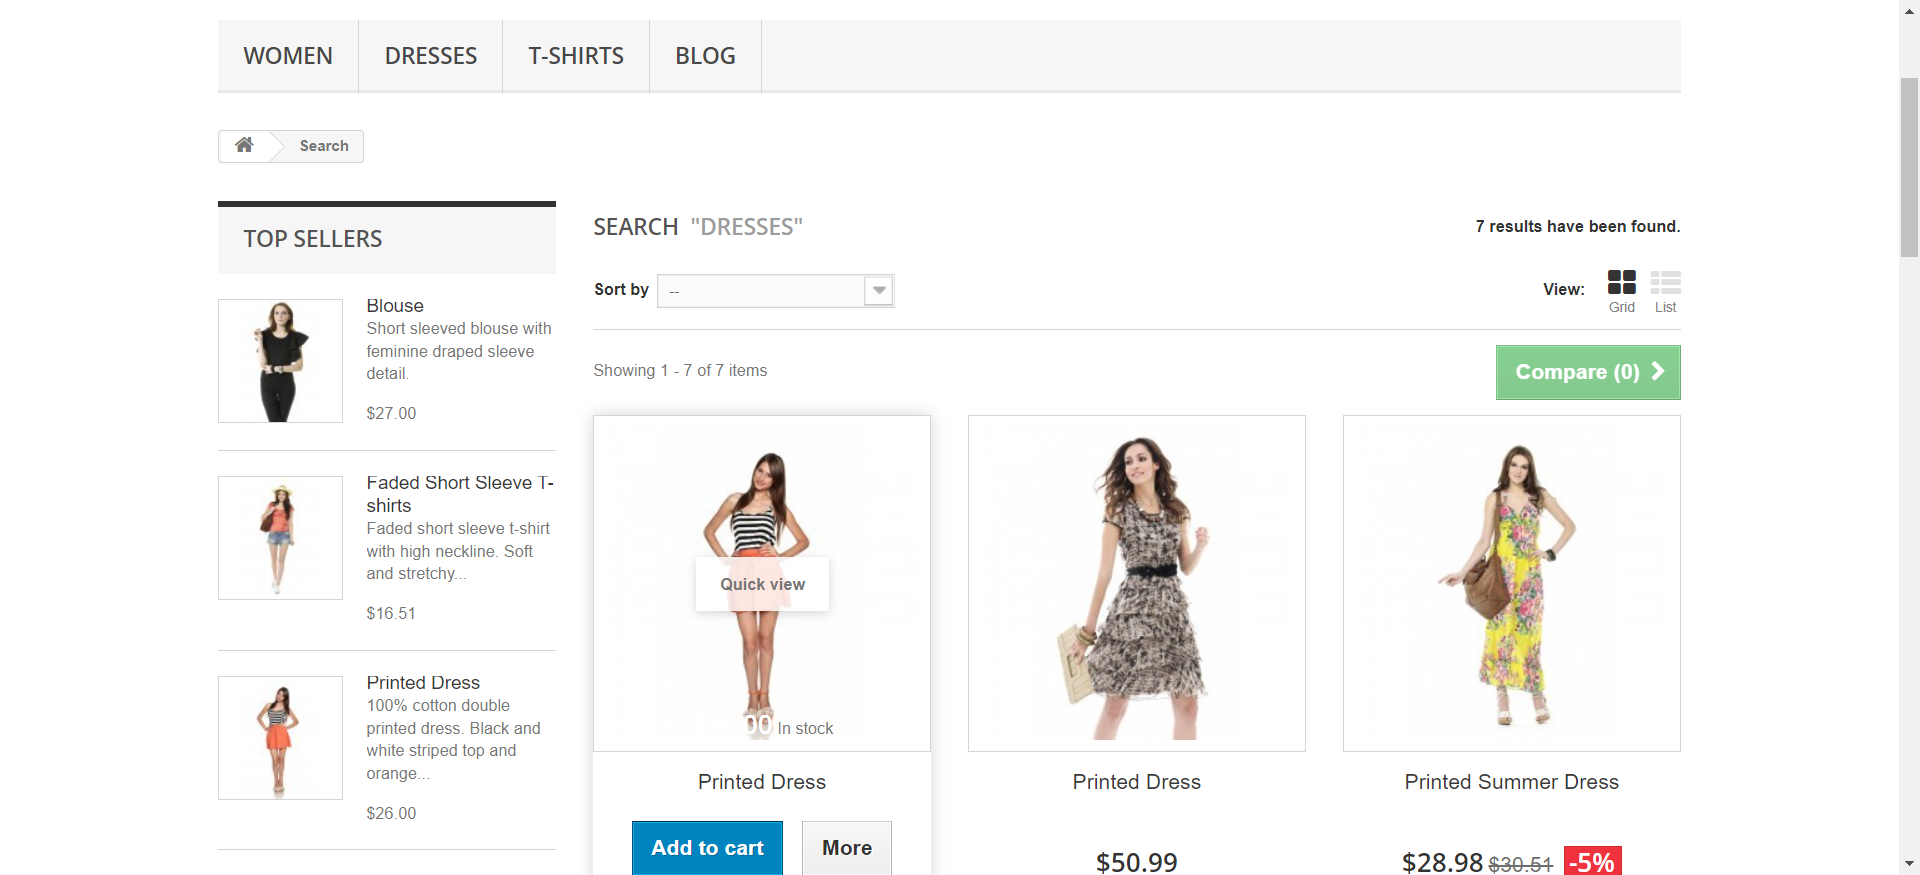 WOMEN DRESSES T-SHIRTS BLOG
Search
TOP SELLERS
Blouse
Short sleeved blouse with
feminine draped sleeve
detail.
$27.00
Faded Short Sleeve T-
shirts
Faded short sleeve t-shirt
with high neckline. Soft
and stretchy...
$16.51
Printed Dress
100% cotton double
printed dress. Black and
white striped top and
orange...
$26.00
SEARCH "DRESSES"
7 results have been found.
Sort by --
View:
Grid List
Showing 1 - 7 of 7 items
Compare (0)
Quick view
00 In stock
Printed Dress
Add to cart More
Printed Dress
$50.99
Printed Summer Dress
$28.98 $30.51 -5%